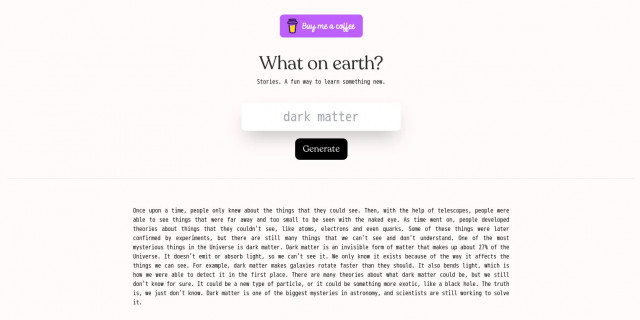 Buy me a coffee
What on earth?
Stories. A fun way to learn something new.
dark matter
Generate
Once upon a time, people only knew about the things that they could see. Then, with the help of telescopes, people were
able to see things that were far away and too small to be seen with the naked eye. As time went on, people developed
theories about things that they couldn't see, like atoms, electrons and even quarks. Some of these things were later
confirmed by experiments, but there are still many things that we can't see and don't understand. One of the most
mysterious things in the Universe is dark matter. Dark matter is an invisible form of matter that makes up about 27% of the
Universe. It doesn't emit or absorb light, so we can't see it. We only know it exists because of the way it affects the
things we can see. For example, dark matter makes galaxies rotate faster than they should. It also bends light, which is
how we were able to detect it in the first place. There are many theories about what dark matter could be, but we still
don't know for sure. It could be a new type of particle, or it could be something more exotic, like a black hole. The truth
is, we just don't know. Dark matter is one of the biggest mysteries in astronomy, and scientists are still working to solve
it.